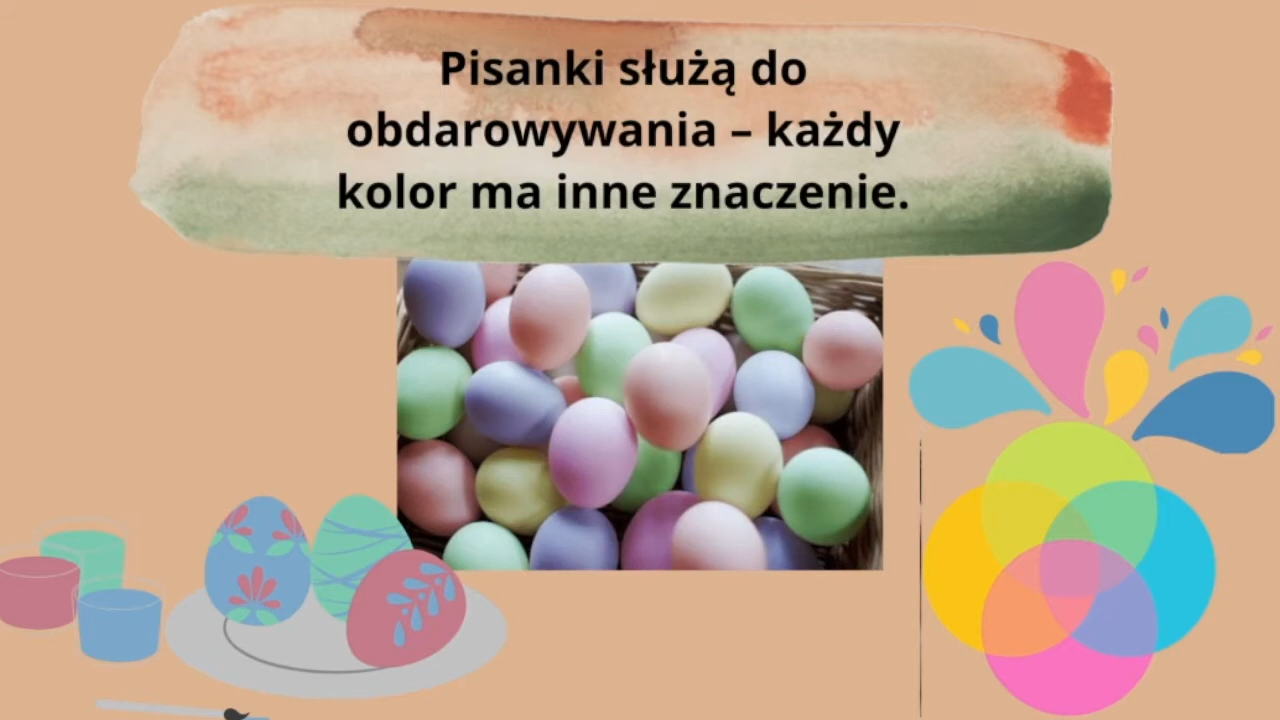 Pisanki służą do
obdarowywania – każdy
kolor ma inne znaczenie.